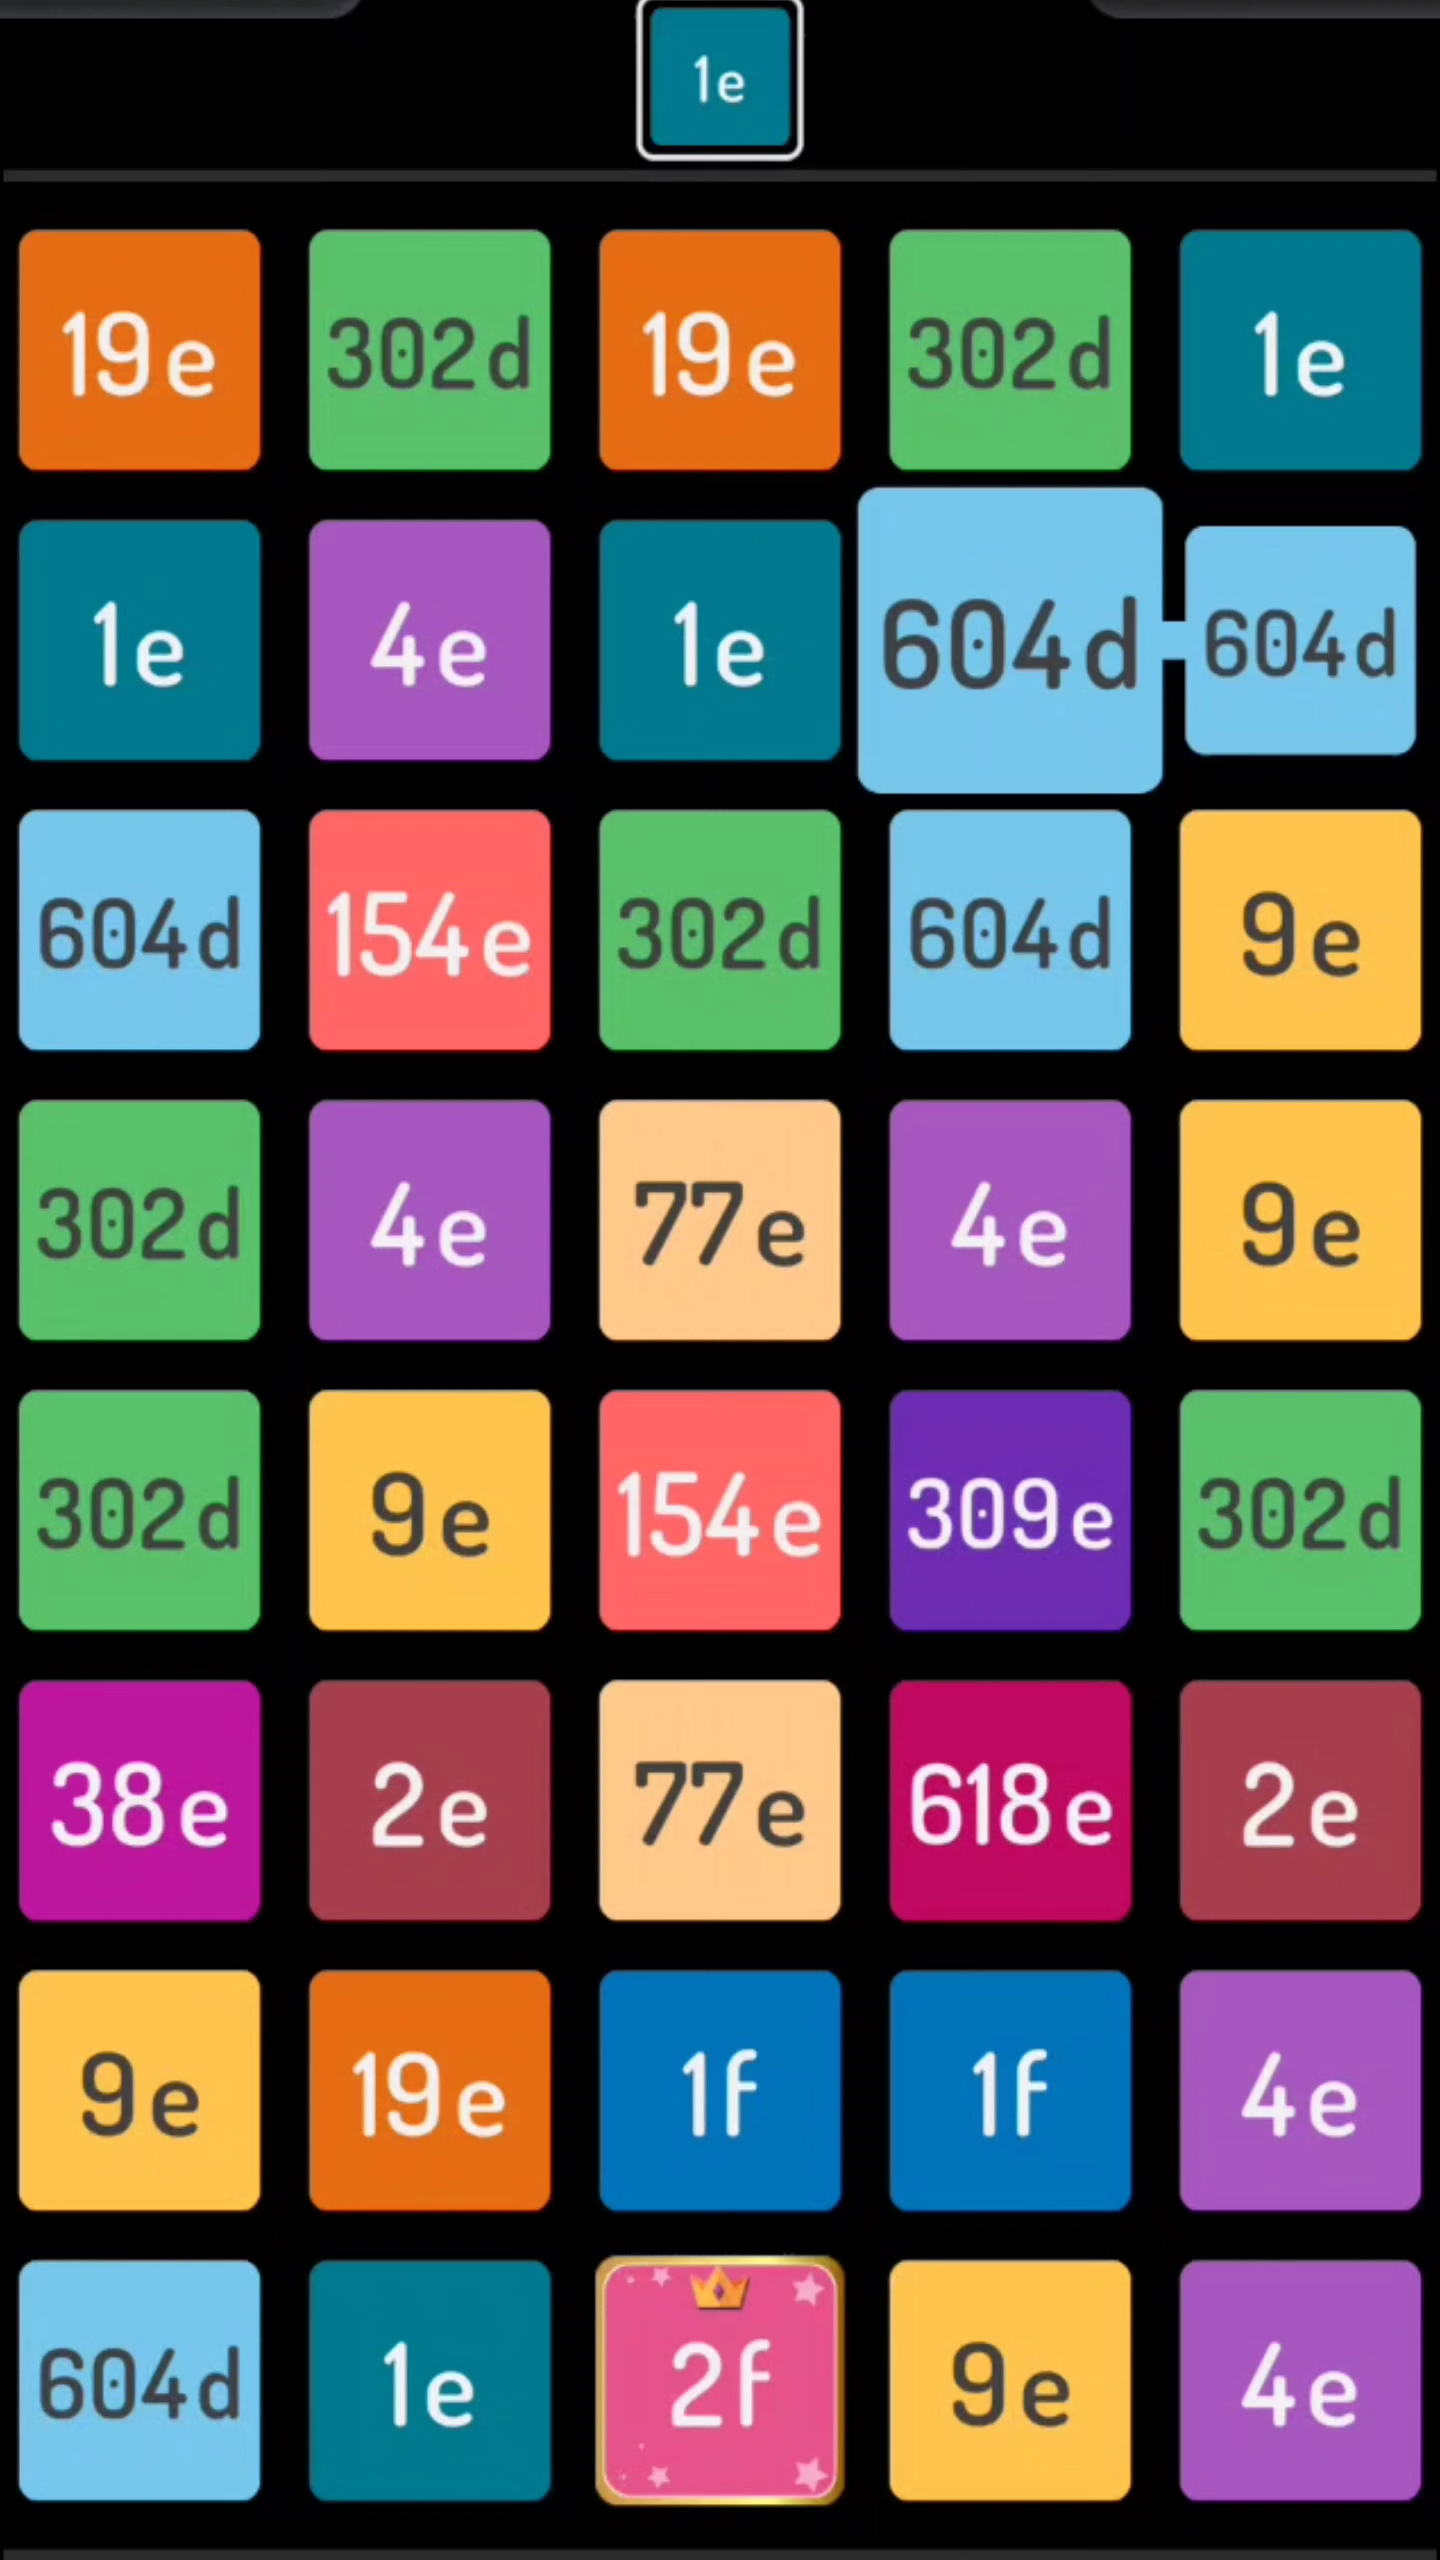 1e
19e 302d 19e 302d 1e
1e 4e 1e 604d 604d
604d 154e 302d 604d 9e
302d 4e 77e 4e 9e
302d 9e 154e 309e 302d
38e 2e 77e 618e 2e
9e 19e 1f 1f 4e
604d 1e 2f 9e 4e